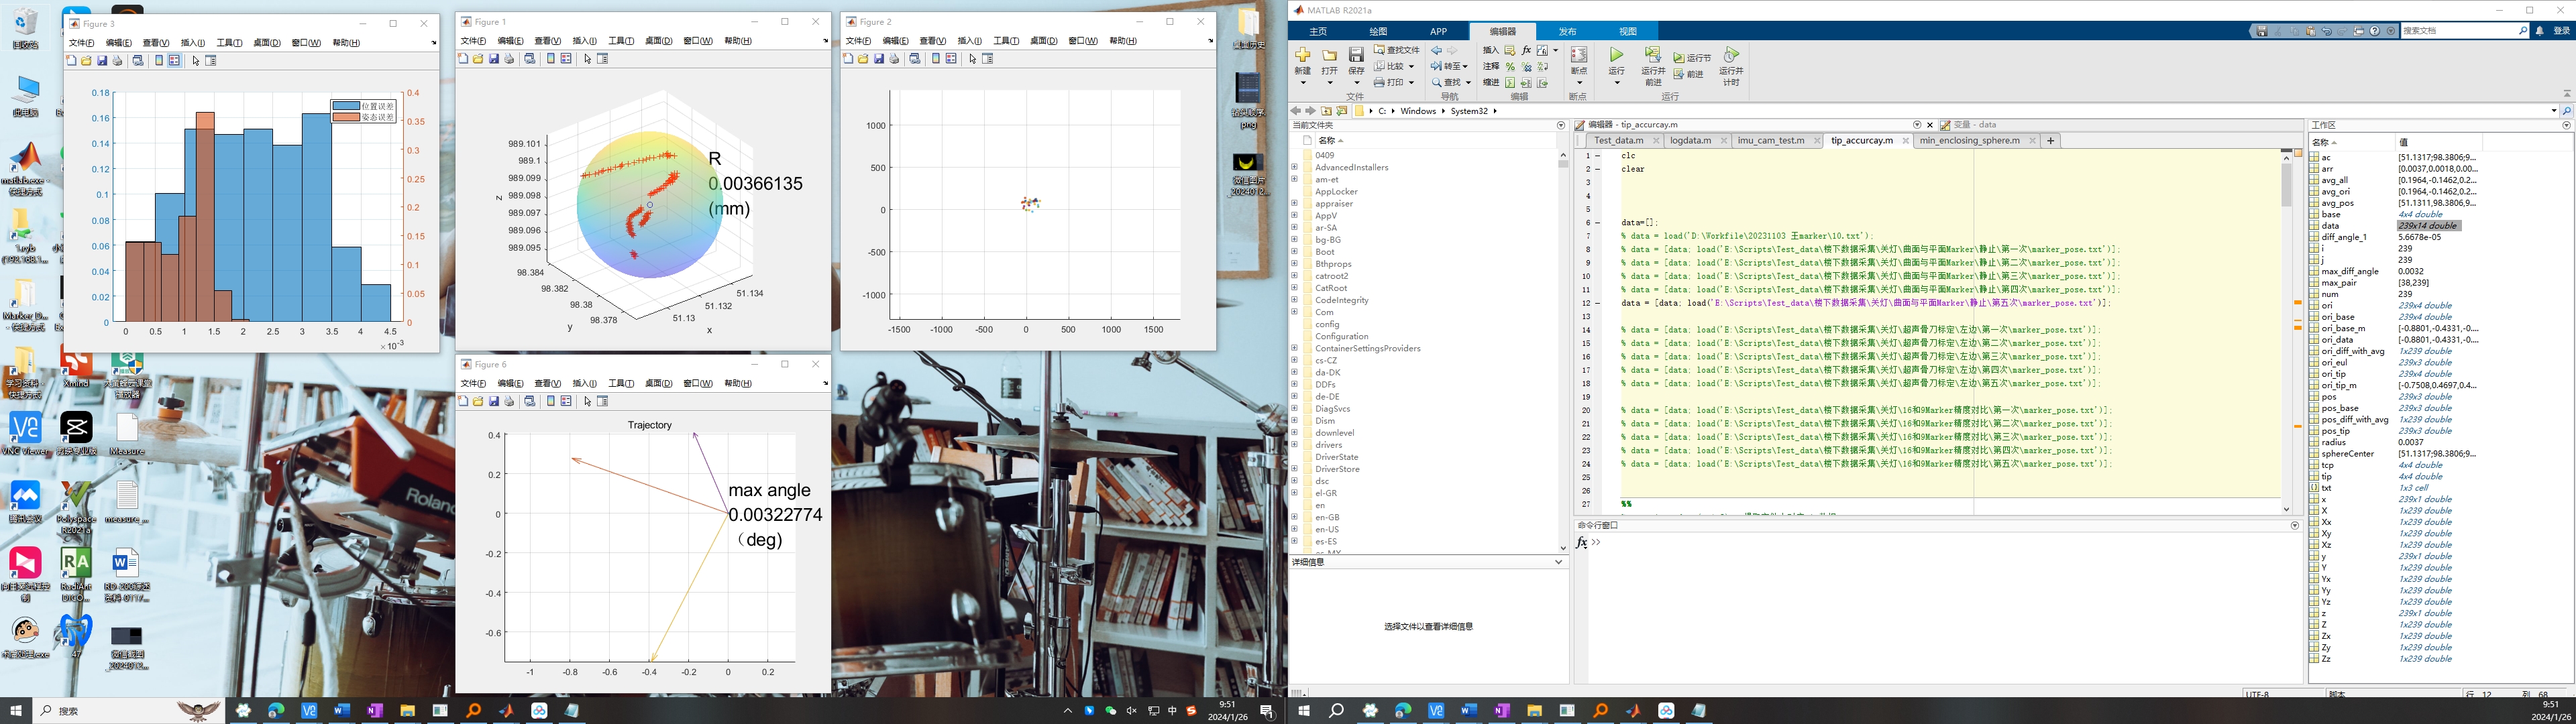 Figure 3
文件(F) 编辑(E) 查看(V) 插入(I) 工具(T) 桌面(D) 窗口(W) 帮助(H)
0.18
0.16
0.14
0.12
0.1
0.08
0.06
0.04
0.02
0
0.4
0.35
0.3
0.25
0.2
0.15
0.1
0.05
0
位置误差
姿态误差
0 0.5 1 1.5 2 2.5 3 3.5 4 4.5
×10-3
Figure 1
文件(F) 编辑(E) 查看(V) 插入(I) 工具(T) 桌面(D) 窗口(W) 帮助(H)
R
0.00366135
(mm)
989.101
989.1
989.099
989.098
989.097
989.096
989.095
z
98.384
98.382
98.38
98.378
y
51.13
51.132
51.134
x
Figure 2
文件(F) 编辑(E) 查看(V) 插入(I) 工具(T) 桌面(D) 窗口(W) 帮助(H)
1000
500
0
-500
-1000
-1500 -1000 -500 0 500 1000 1500
Figure 6
文件(F) 编辑(E) 查看(V) 插入(I) 工具(T) 桌面(D) 窗口(W) 帮助(H)
Trajectory
max angle
0.00322774
（deg)
0.4
0.2
0
-0.2
-0.4
-0.6
-1 -0.8 -0.6 -0.4 -0.2 0 0.2
回收站
此电脑
Xmind
VNC Viewer
Measure
腾讯会议
Polyspace R2021a
measure_...
RadiAnt DICO...
47
Roland
搜索
中
9:51
2024/1/26
MATLAB R2021a
主页 绘图 APP 编辑器 发布 视图
搜索文档
登录
新建 打开 保存 查找文件 比较 打印
转至 查找
插入 注释 缩进
断点
运行 运行并前进 运行节 前进 运行并计时
文件 导航 编辑 断点 运行
C: Windows System32
当前文件夹
名称
0409
AdvancedInstallers
am-et
AppLocker
appraiser
AppV
ar-SA
bg-BG
Boot
Bthprops
catroot2
CatRoot
CodeIntegrity
Com
config
Configuration
ContainerSettingsProviders
cs-CZ
da-DK
DDFs
de-DE
DiagSvcs
Dism
downlevel
drivers
DriverState
DriverStore
dsc
el-GR
en
en-GB
en-US
es-ES
es-MX
详细信息
选择文件以查看详细信息
编辑器 - tip_accurcay.m
变量 - data
Test_data.m logdata.m imu_cam_test.m tip_accurcay.m min_enclosing_sphere.m
1 clc
2 clear
3
4
5
6 data=[];
7 % data = load('D:\Workfile\20231103 王marker\10.txt');
8 % data = [data; load('E:\Scripts\Test_data\楼下数据采集\关灯\曲面与平面Marker\静止\第一次\marker_pose.txt')];
9 % data = [data; load('E:\Scripts\Test_data\楼下数据采集\关灯\曲面与平面Marker\静止\第二次\marker_pose.txt')];
10 % data = [data; load('E:\Scripts\Test_data\楼下数据采集\关灯\曲面与平面Marker\静止\第三次\marker_pose.txt')];
11 % data = [data; load('E:\Scripts\Test_data\楼下数据采集\关灯\曲面与平面Marker\静止\第四次\marker_pose.txt')];
12 data = [data; load('E:\Scripts\Test_data\楼下数据采集\关灯\曲面与平面Marker\静止\第五次\marker_pose.txt')];
13
14 % data = [data; load('E:\Scripts\Test_data\楼下数据采集\关灯\超声骨刀标定\左边\第一次\marker_pose.txt')];
15 % data = [data; load('E:\Scripts\Test_data\楼下数据采集\关灯\超声骨刀标定\左边\第二次\marker_pose.txt')];
16 % data = [data; load('E:\Scripts\Test_data\楼下数据采集\关灯\超声骨刀标定\左边\第三次\marker_pose.txt')];
17 % data = [data; load('E:\Scripts\Test_data\楼下数据采集\关灯\超声骨刀标定\左边\第四次\marker_pose.txt')];
18 % data = [data; load('E:\Scripts\Test_data\楼下数据采集\关灯\超声骨刀标定\左边\第五次\marker_pose.txt')];
19
20 % data = [data; load('E:\Scripts\Test_data\楼下数据采集\关灯\16和9Marker精度对比\第一次\marker_pose.txt')];
21 % data = [data; load('E:\Scripts\Test_data\楼下数据采集\关灯\16和9Marker精度对比\第二次\marker_pose.txt')];
22 % data = [data; load('E:\Scripts\Test_data\楼下数据采集\关灯\16和9Marker精度对比\第三次\marker_pose.txt')];
23 % data = [data; load('E:\Scripts\Test_data\楼下数据采集\关灯\16和9Marker精度对比\第四次\marker_pose.txt')];
24 % data = [data; load('E:\Scripts\Test_data\楼下数据采集\关灯\16和9Marker精度对比\第五次\marker_pose.txt')];
25
26
27 %%
命令行窗口
fx >>
工作区
名称 值
ac [51.1317;98.3806;9...
arr [0.0037,0.0018,0.00...
avg_all [0.1964,-0.1462,0.2...
avg_ori [0.1964,-0.1462,0.2...
avg_pos [51.1311,98.3806,9...
base 4x4 double
data 239x14 double
diff_angle_1 5.6678e-05
i 239
j 239
max_diff_angle 0.0032
max_pair [38,239]
num 239
ori 239x4 double
ori_base 239x4 double
ori_base_m [-0.8801,-0.4331,-0....
ori_data [-0.8801,-0.4331,-0....
ori_diff_with_avg 1x239 double
ori_eul 239x3 double
ori_tip 239x4 double
ori_tip_m [-0.7508,0.4697,0.4...
pos 239x3 double
pos_base 239x3 double
pos_diff_with_avg 1x239 double
pos_tip 239x3 double
radius 0.0037
sphereCenter [51.1317;98.3806;9...
tcp 4x4 double
tip 4x4 double
txt 1x3 cell
x 239x1 double
X 1x239 double
Xx 1x239 double
Xy 1x239 double
Xz 1x239 double
y 239x1 double
Y 1x239 double
Yx 1x239 double
Yy 1x239 double
Yz 1x239 double
z 239x1 double
Z 1x239 double
Zx 1x239 double
Zy 1x239 double
Zz 1x239 double
UTF-8 脚本 行 12 列 68
9:51
2024/1/26